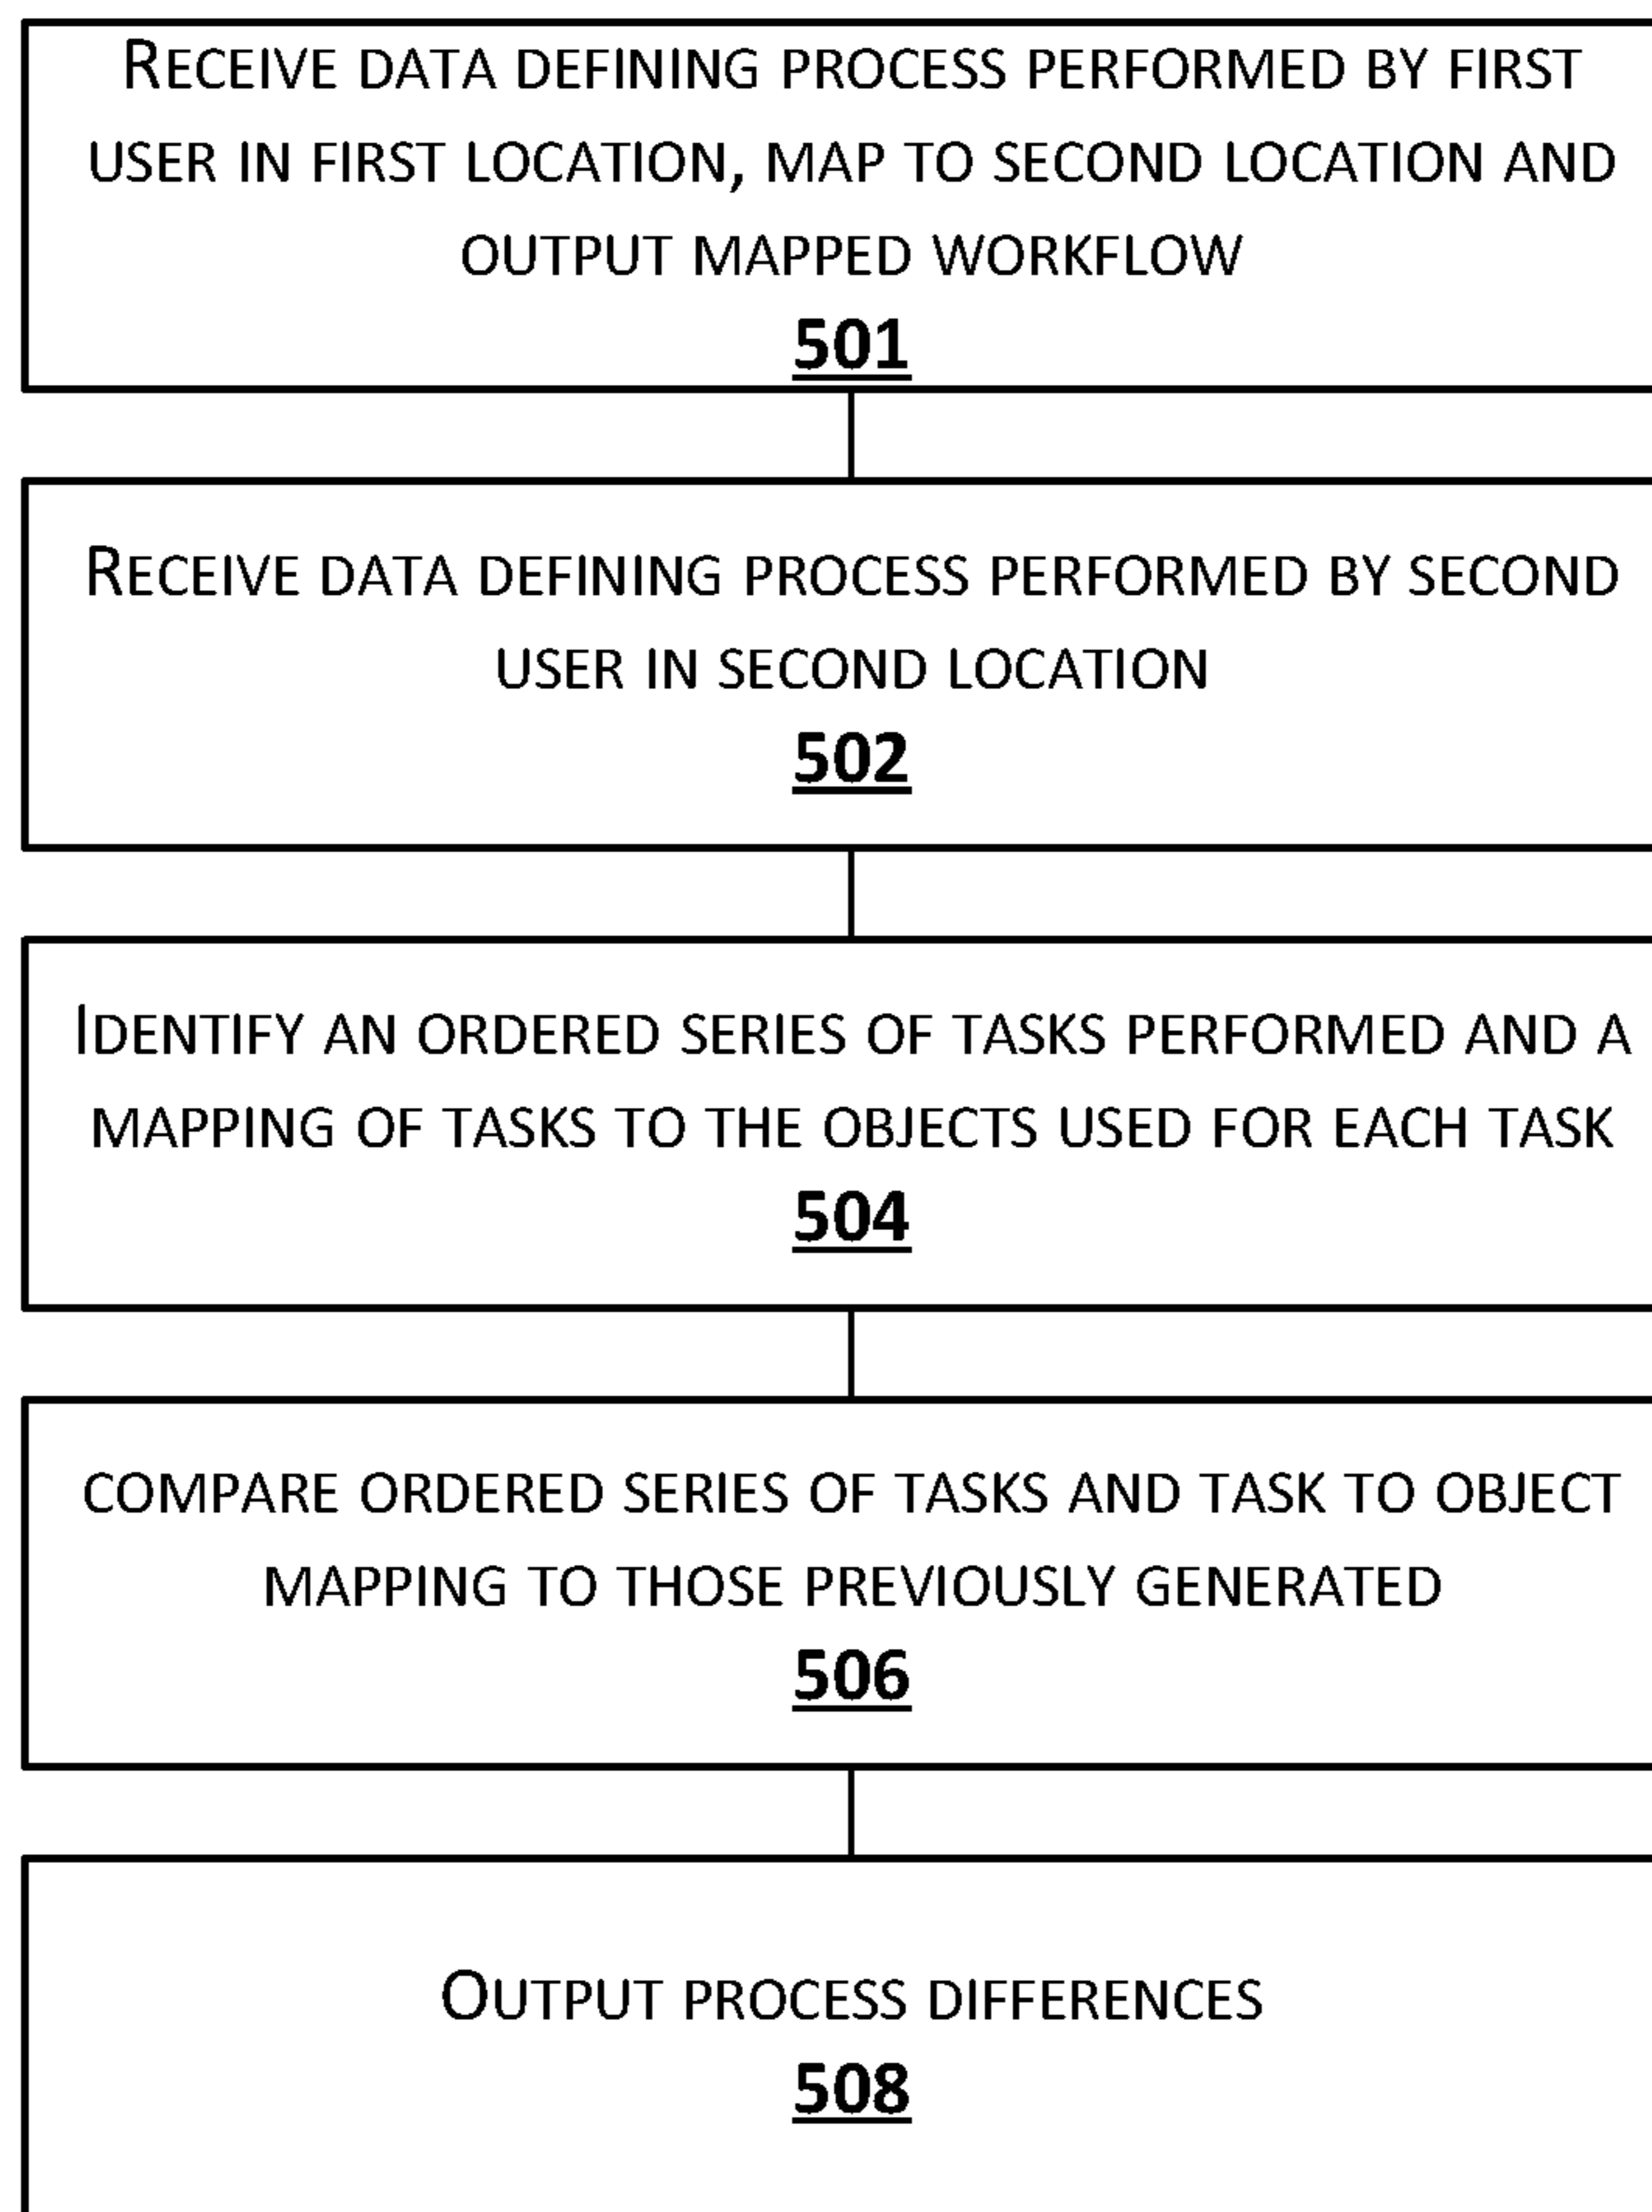 Receive data defining process performed by first
user in first location, map to second location and
output mapped workflow
501
Receive data defining process performed by second
user in second location
502
Identify an ordered series of tasks performed and a
mapping of tasks to the objects used for each task
504
compare ordered series of tasks and task to object
mapping to those previously generated
506
Output process differences
508